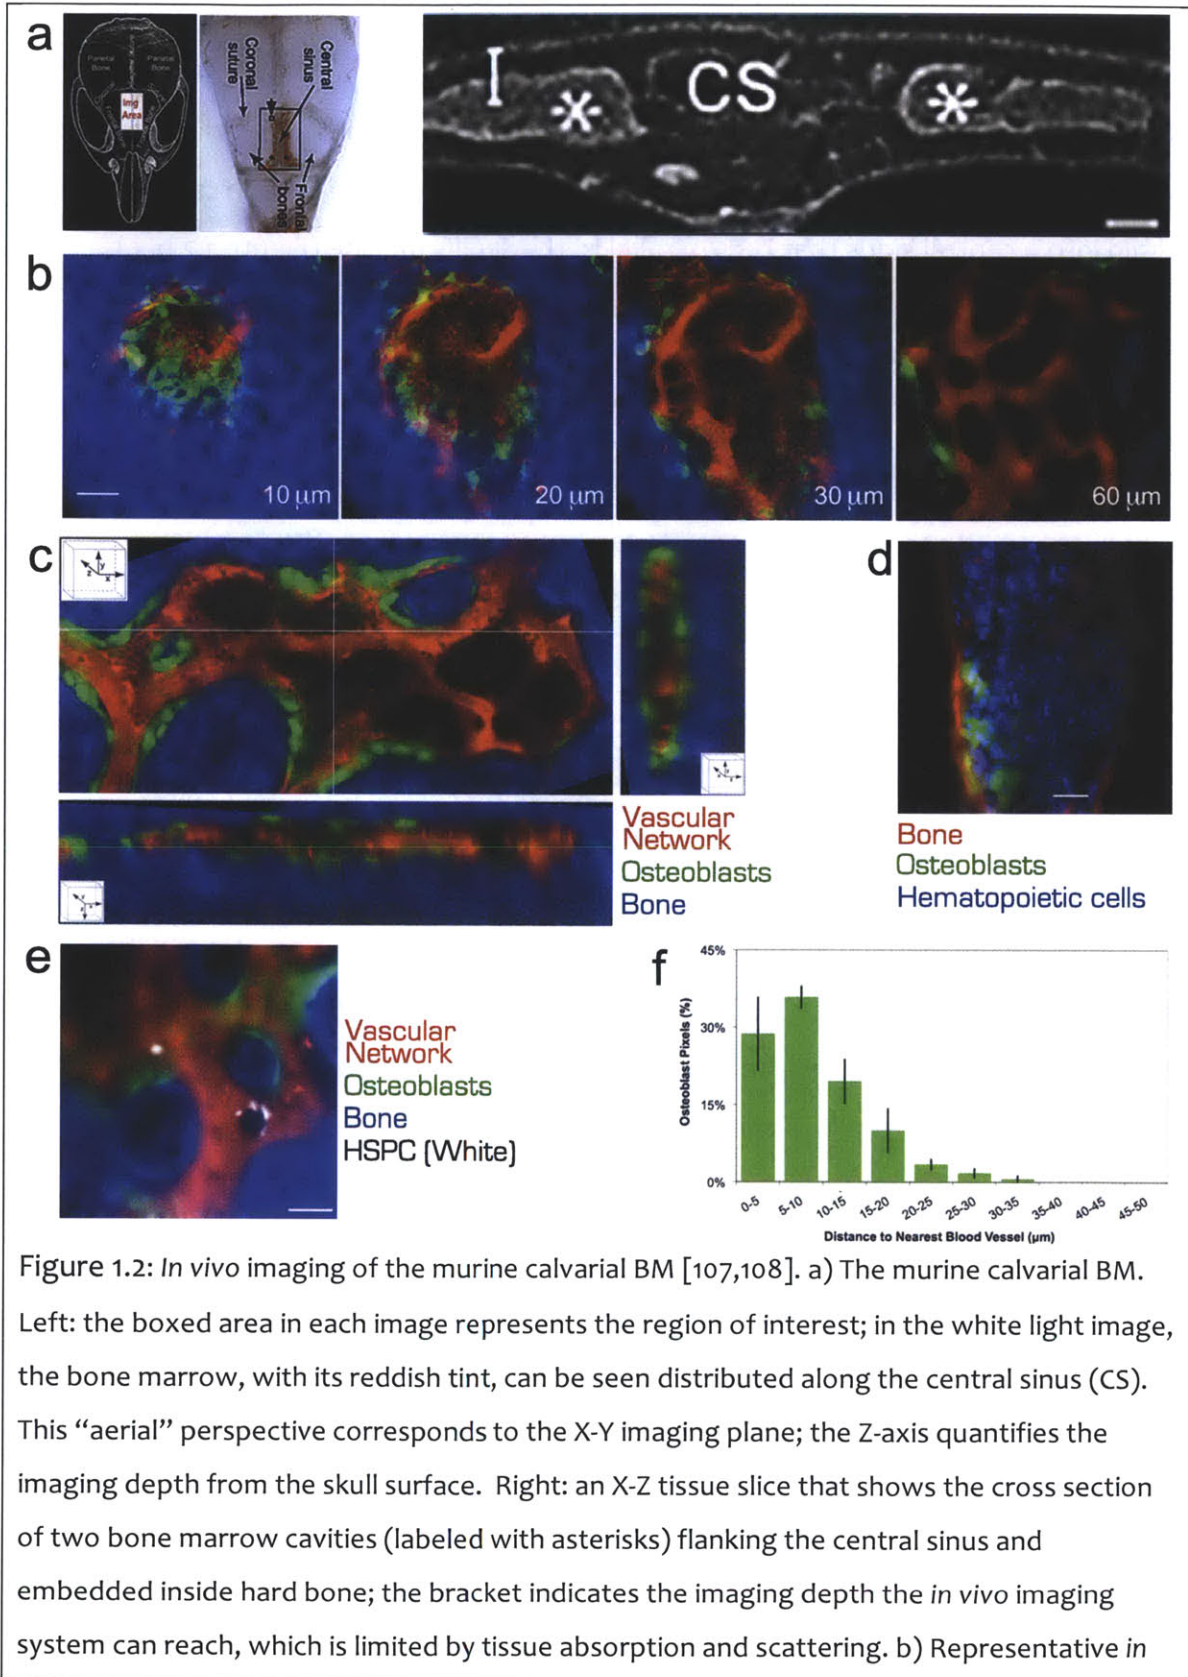 a
Parietal Bone
Parietal Bone
Img Area
Coronal suture
Central sinus
Frontal bones
I
CS
*
*
b
10 µm
20 µm
30 µm
60 µm
c
y
z
x
Vascular
Network
Osteoblasts
Bone
d
Bone
Osteoblasts
Hematopoietic cells
e
Vascular
Network
Osteoblasts
Bone
HSPC (White)
f
45%
30%
15%
0%
Osteoblast Pixels (%)
0-5
5-10
10-15
15-20
20-25
25-30
30-35
35-40
40-45
45-50
Distance to Nearest Blood Vessel (µm)
Figure 1.2: In vivo imaging of the murine calvarial BM [107,108]. a) The murine calvarial BM.
Left: the boxed area in each image represents the region of interest; in the white light image,
the bone marrow, with its reddish tint, can be seen distributed along the central sinus (CS).
This “aerial” perspective corresponds to the X-Y imaging plane; the Z-axis quantifies the
imaging depth from the skull surface. Right: an X-Z tissue slice that shows the cross section
of two bone marrow cavities (labeled with asterisks) flanking the central sinus and
embedded inside hard bone; the bracket indicates the imaging depth the in vivo imaging
system can reach, which is limited by tissue absorption and scattering. b) Representative in